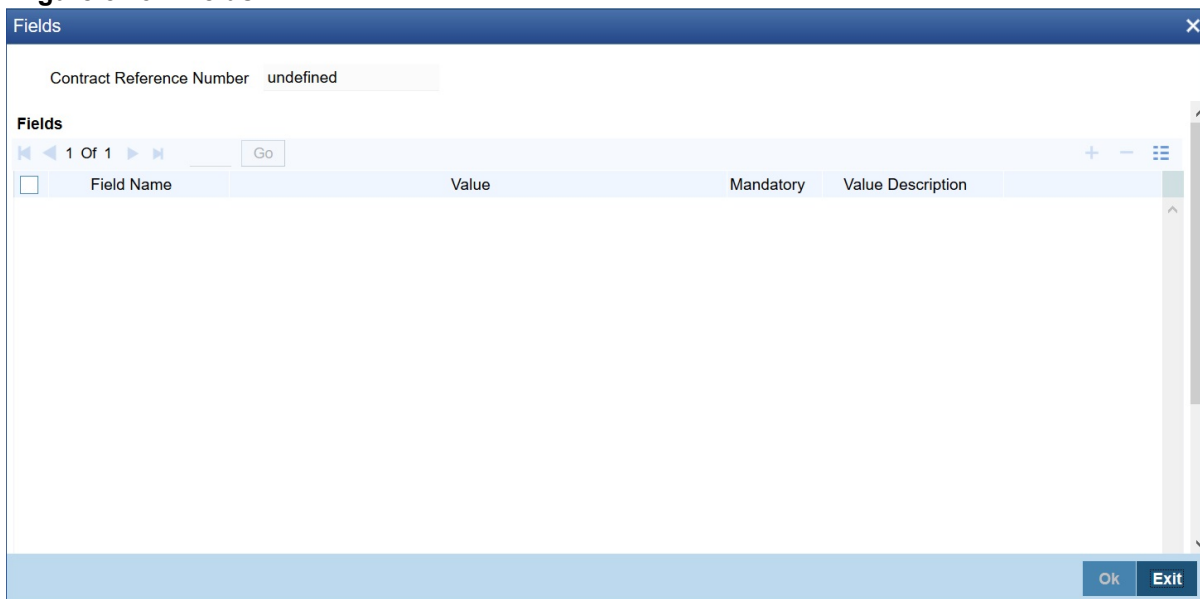 Fields
Contract Reference Number undefined
Fields
1 Of 1 Go
Field Name Value Mandatory Value Description
Ok Exit